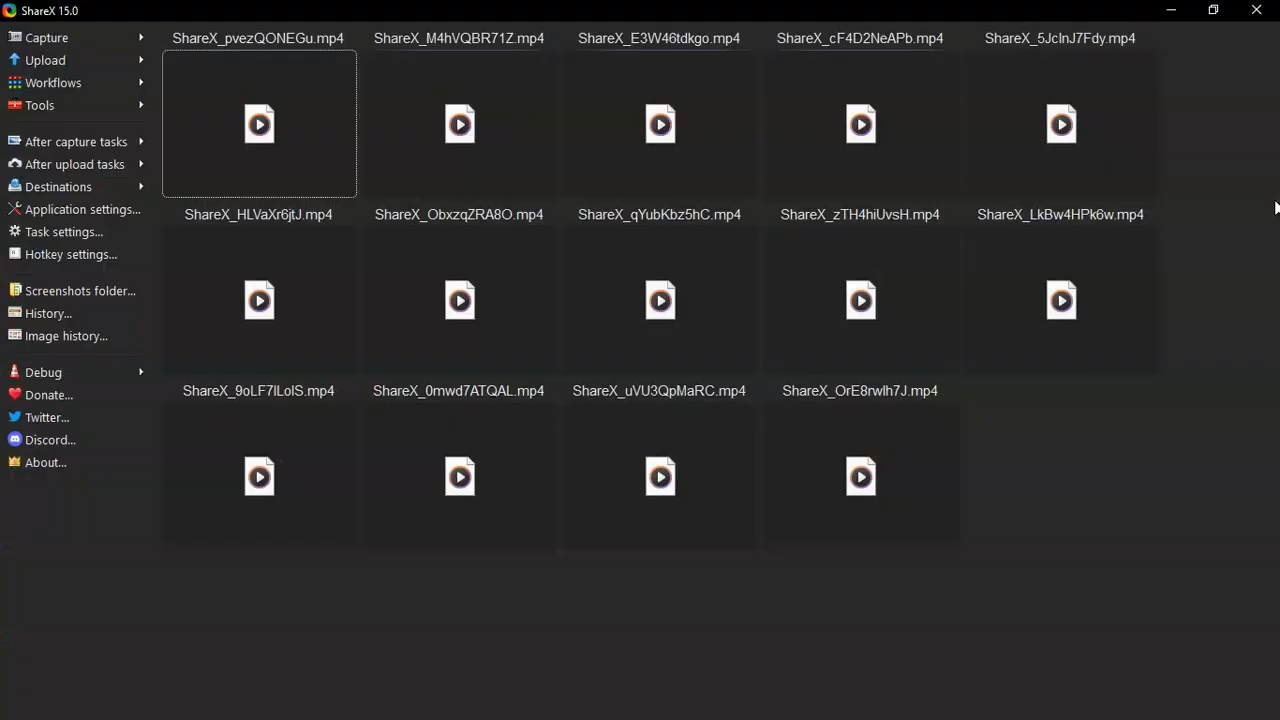 ShareX 15.0
Capture
Upload
Workflows
Tools
After capture tasks
After upload tasks
Destinations
Application settings...
Task settings...
Hotkey settings...
Screenshots folder...
History...
Image history...
Debug
Donate...
Twitter...
Discord...
About...
ShareX_pvezQONEGu.mp4 ShareX_M4hVQBR71Z.mp4 ShareX_E3W46tdkgo.mp4 ShareX_cF4D2NeAPb.mp4 ShareX_5JcInJ7Fdy.mp4
ShareX_HLVaXr6jtJ.mp4 ShareX_ObxzqZRA8O.mp4 ShareX_qYubKbz5hC.mp4 ShareX_zTH4hiUvsH.mp4 ShareX_LkBw4HPk6w.mp4
ShareX_9oLF7lLolS.mp4 ShareX_0mwd7ATQAL.mp4 ShareX_uVU3QpMaRC.mp4 ShareX_OrE8rwlh7J.mp4